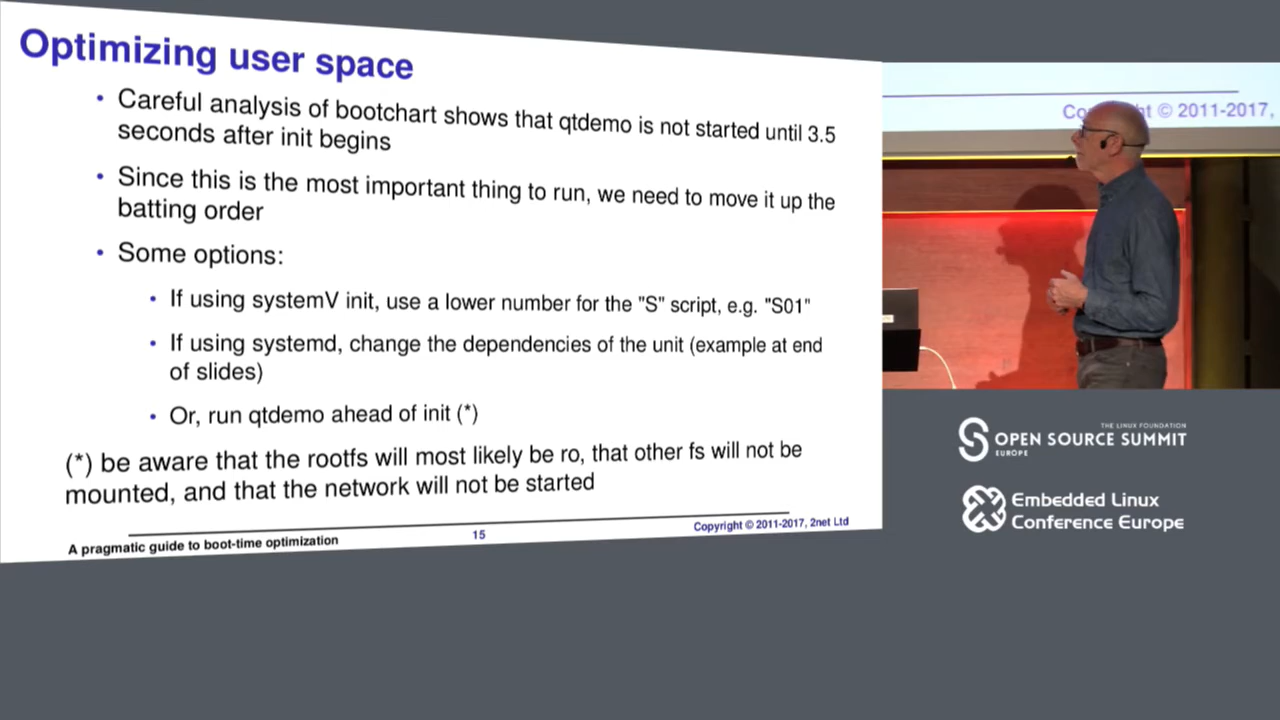 Optimizing user space
• Careful analysis of bootchart shows that qtdemo is not started until 3.5
seconds after init begins
• Since this is the most important thing to run, we need to move it up the
batting order
• Some options:
• If using systemV init, use a lower number for the "S" script, e.g. "S01"
• If using systemd, change the dependencies of the unit (example at end
of slides)
• Or, run qtdemo ahead of init (*)
(*) be aware that the rootfs will most likely be ro, that other fs will not be
mounted, and that the network will not be started
A pragmatic guide to boot-time optimization
15
Copyright © 2011-2017, 2net Ltd
Co ht © 2011-2017,
THE LINUX FOUNDATION
OPEN SOURCE SUMMIT
EUROPE
Embedded Linux
Conference Europe